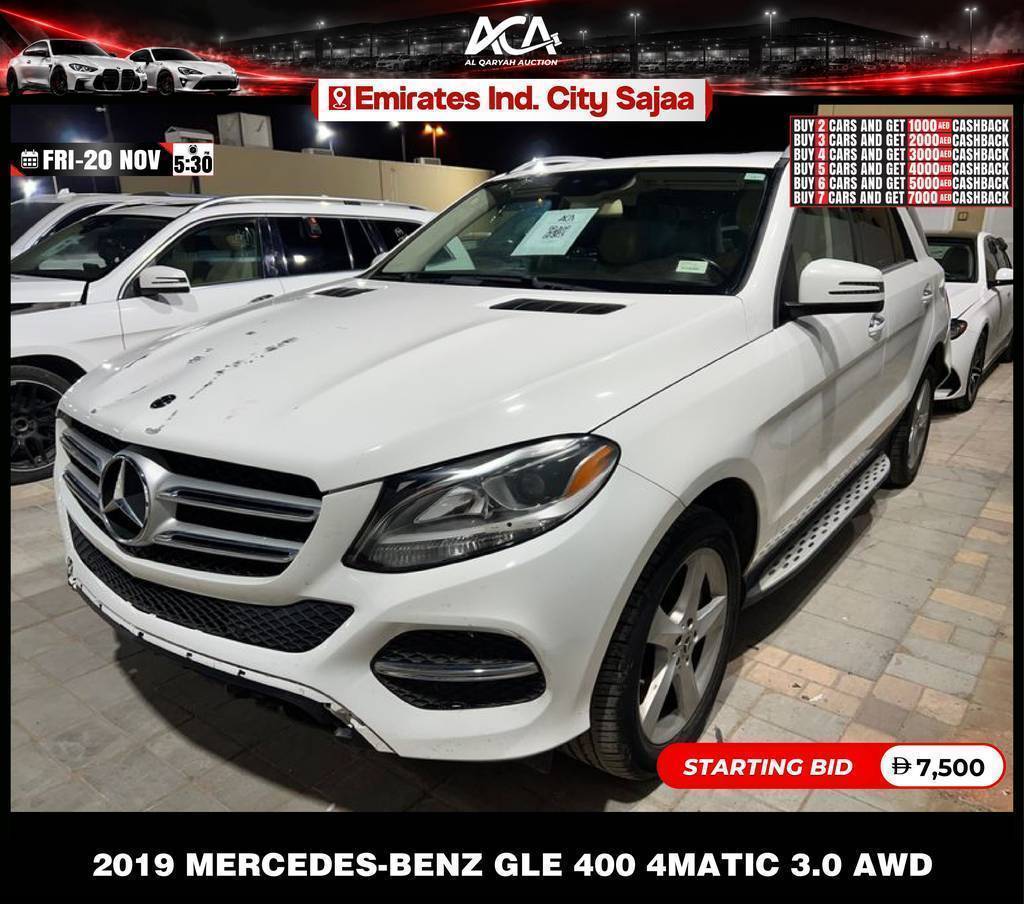 ACA
AL QARYAH AUCTION
Emirates Ind. City Sajaa
FRI-20 NOV 5:30
BUY 2 CARS AND GET 1000 AED CASHBACK
BUY 3 CARS AND GET 2000 AED CASHBACK
BUY 4 CARS AND GET 3000 AED CASHBACK
BUY 5 CARS AND GET 4000 AED CASHBACK
BUY 6 CARS AND GET 5000 AED CASHBACK
BUY 7 CARS AND GET 7000 AED CASHBACK
ACA
STARTING BID 7,500
2019 MERCEDES-BENZ GLE 400 4MATIC 3.0 AWD